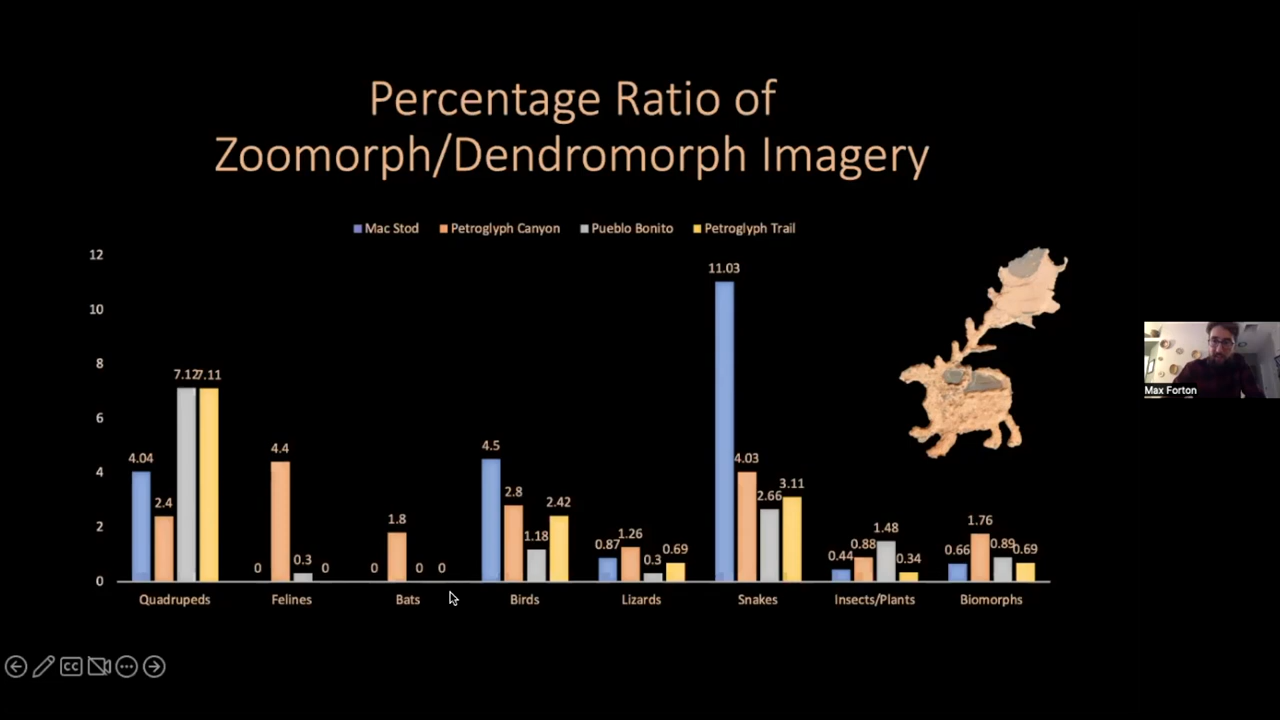 Percentage Ratio of
Zoomorph/Dendromorph Imagery
Mac Stod Petroglyph Canyon Pueblo Bonito Petroglyph Trail
12
10
8
6
4
2
0
4.04 2.4 7.12 7.11
0 4.4 0.3 0
0 1.8 0 0
4.5 2.8 1.18 2.42
0.87 1.26 0.3 0.69
11.03 4.03 2.66 3.11
0.44 0.88 1.48 0.34
0.66 1.76 0.89 0.69
Quadrupeds Felines Bats Birds Lizards Snakes Insects/Plants Biomorphs
Max Forton
CC